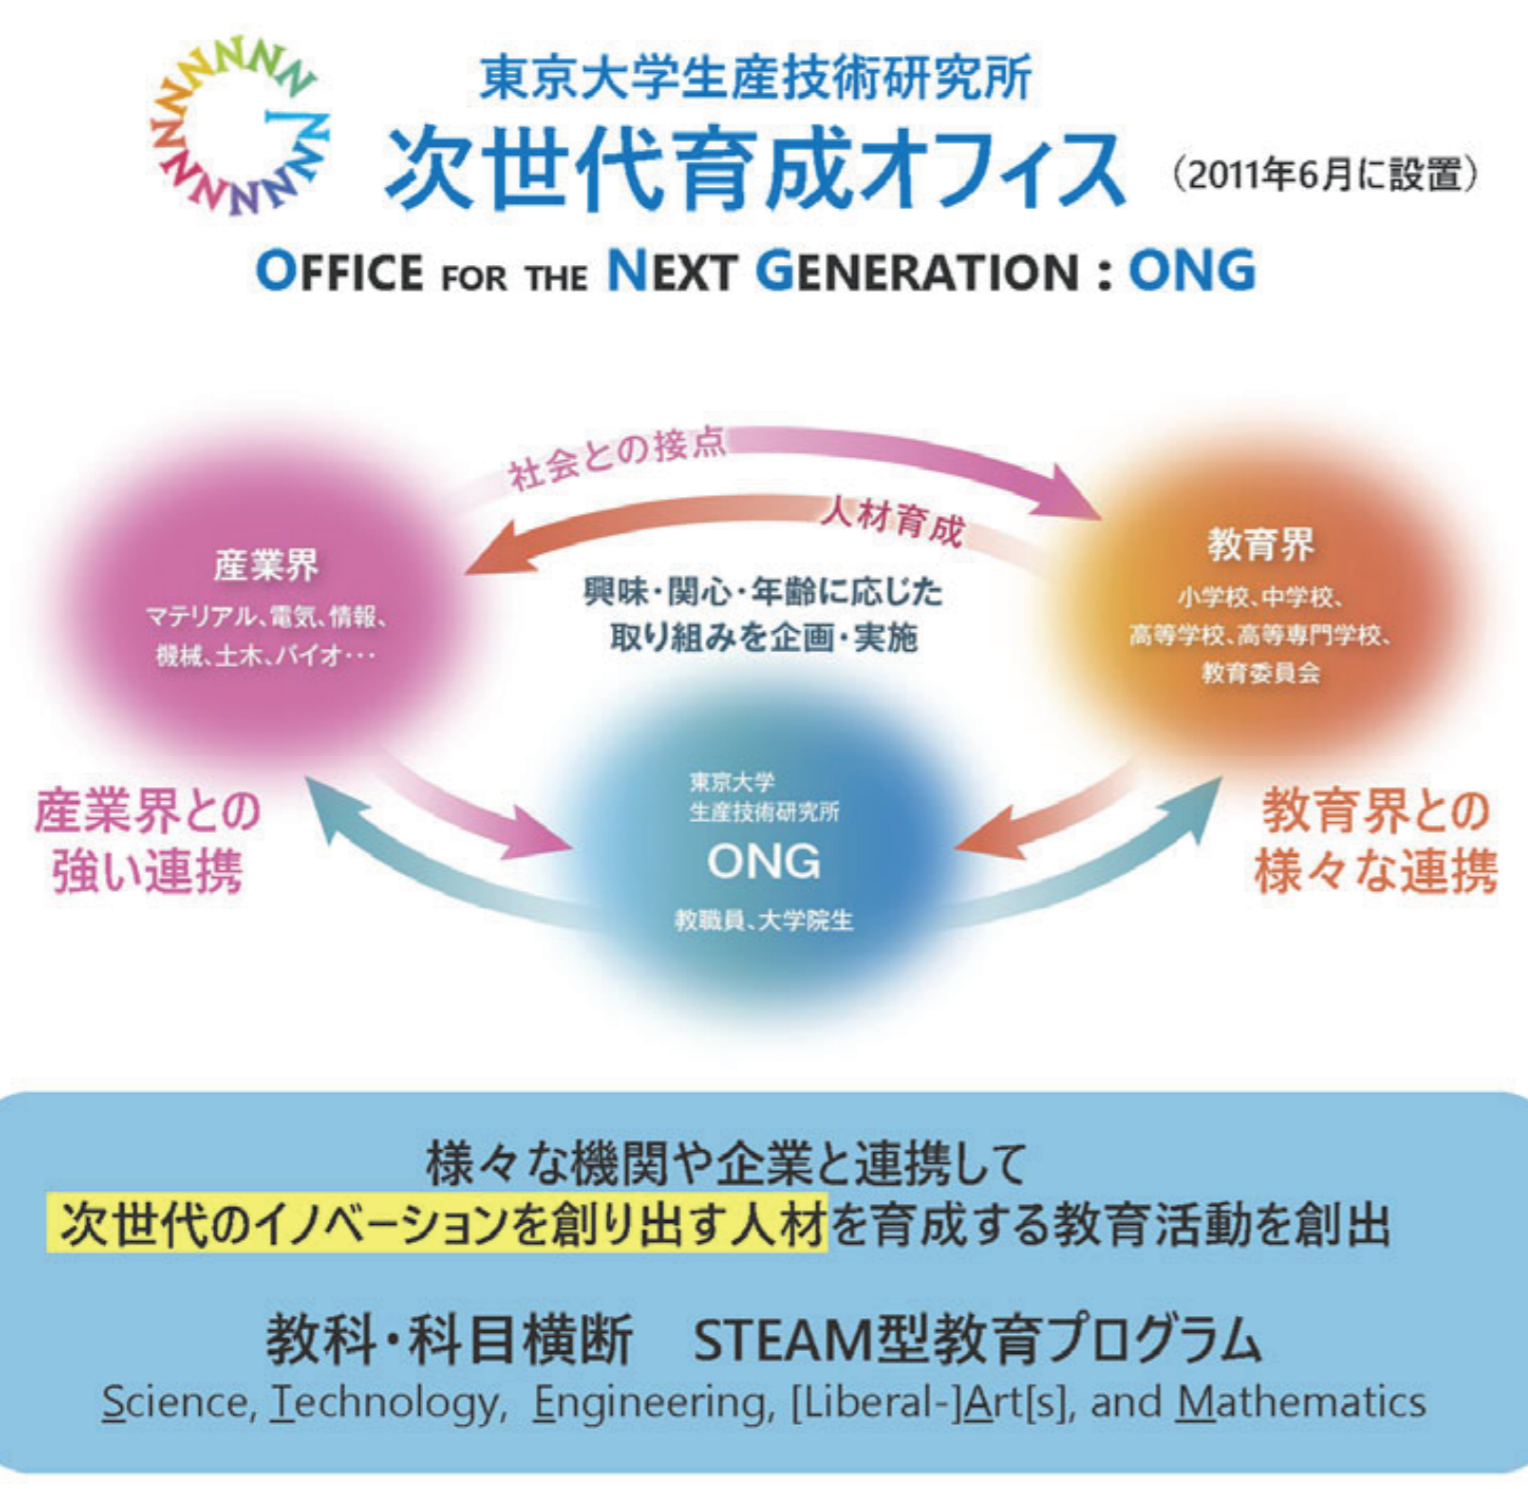 東京大学生産技術研究所
次世代育成オフィス
（2011年6月に設置）
OFFICE FOR THE NEXT GENERATION : ONG
社会との接点
人材育成
産業界
マテリアル、電気、情報、
機械、土木、バイオ･･･
興味・関心・年齢に応じた
取り組みを企画・実施
教育界
小学校、中学校、
高等学校、高等専門学校、
教育委員会
産業界との
強い連携
東京大学
生産技術研究所
ONG
教職員、大学院生
教育界との
様々な連携
様々な機関や企業と連携して
次世代のイノベーションを創り出す人材を育成する教育活動を創出
教科・科目横断　STEAM型教育プログラム
Science, Technology, Engineering, [Liberal-]Art[s], and Mathematics